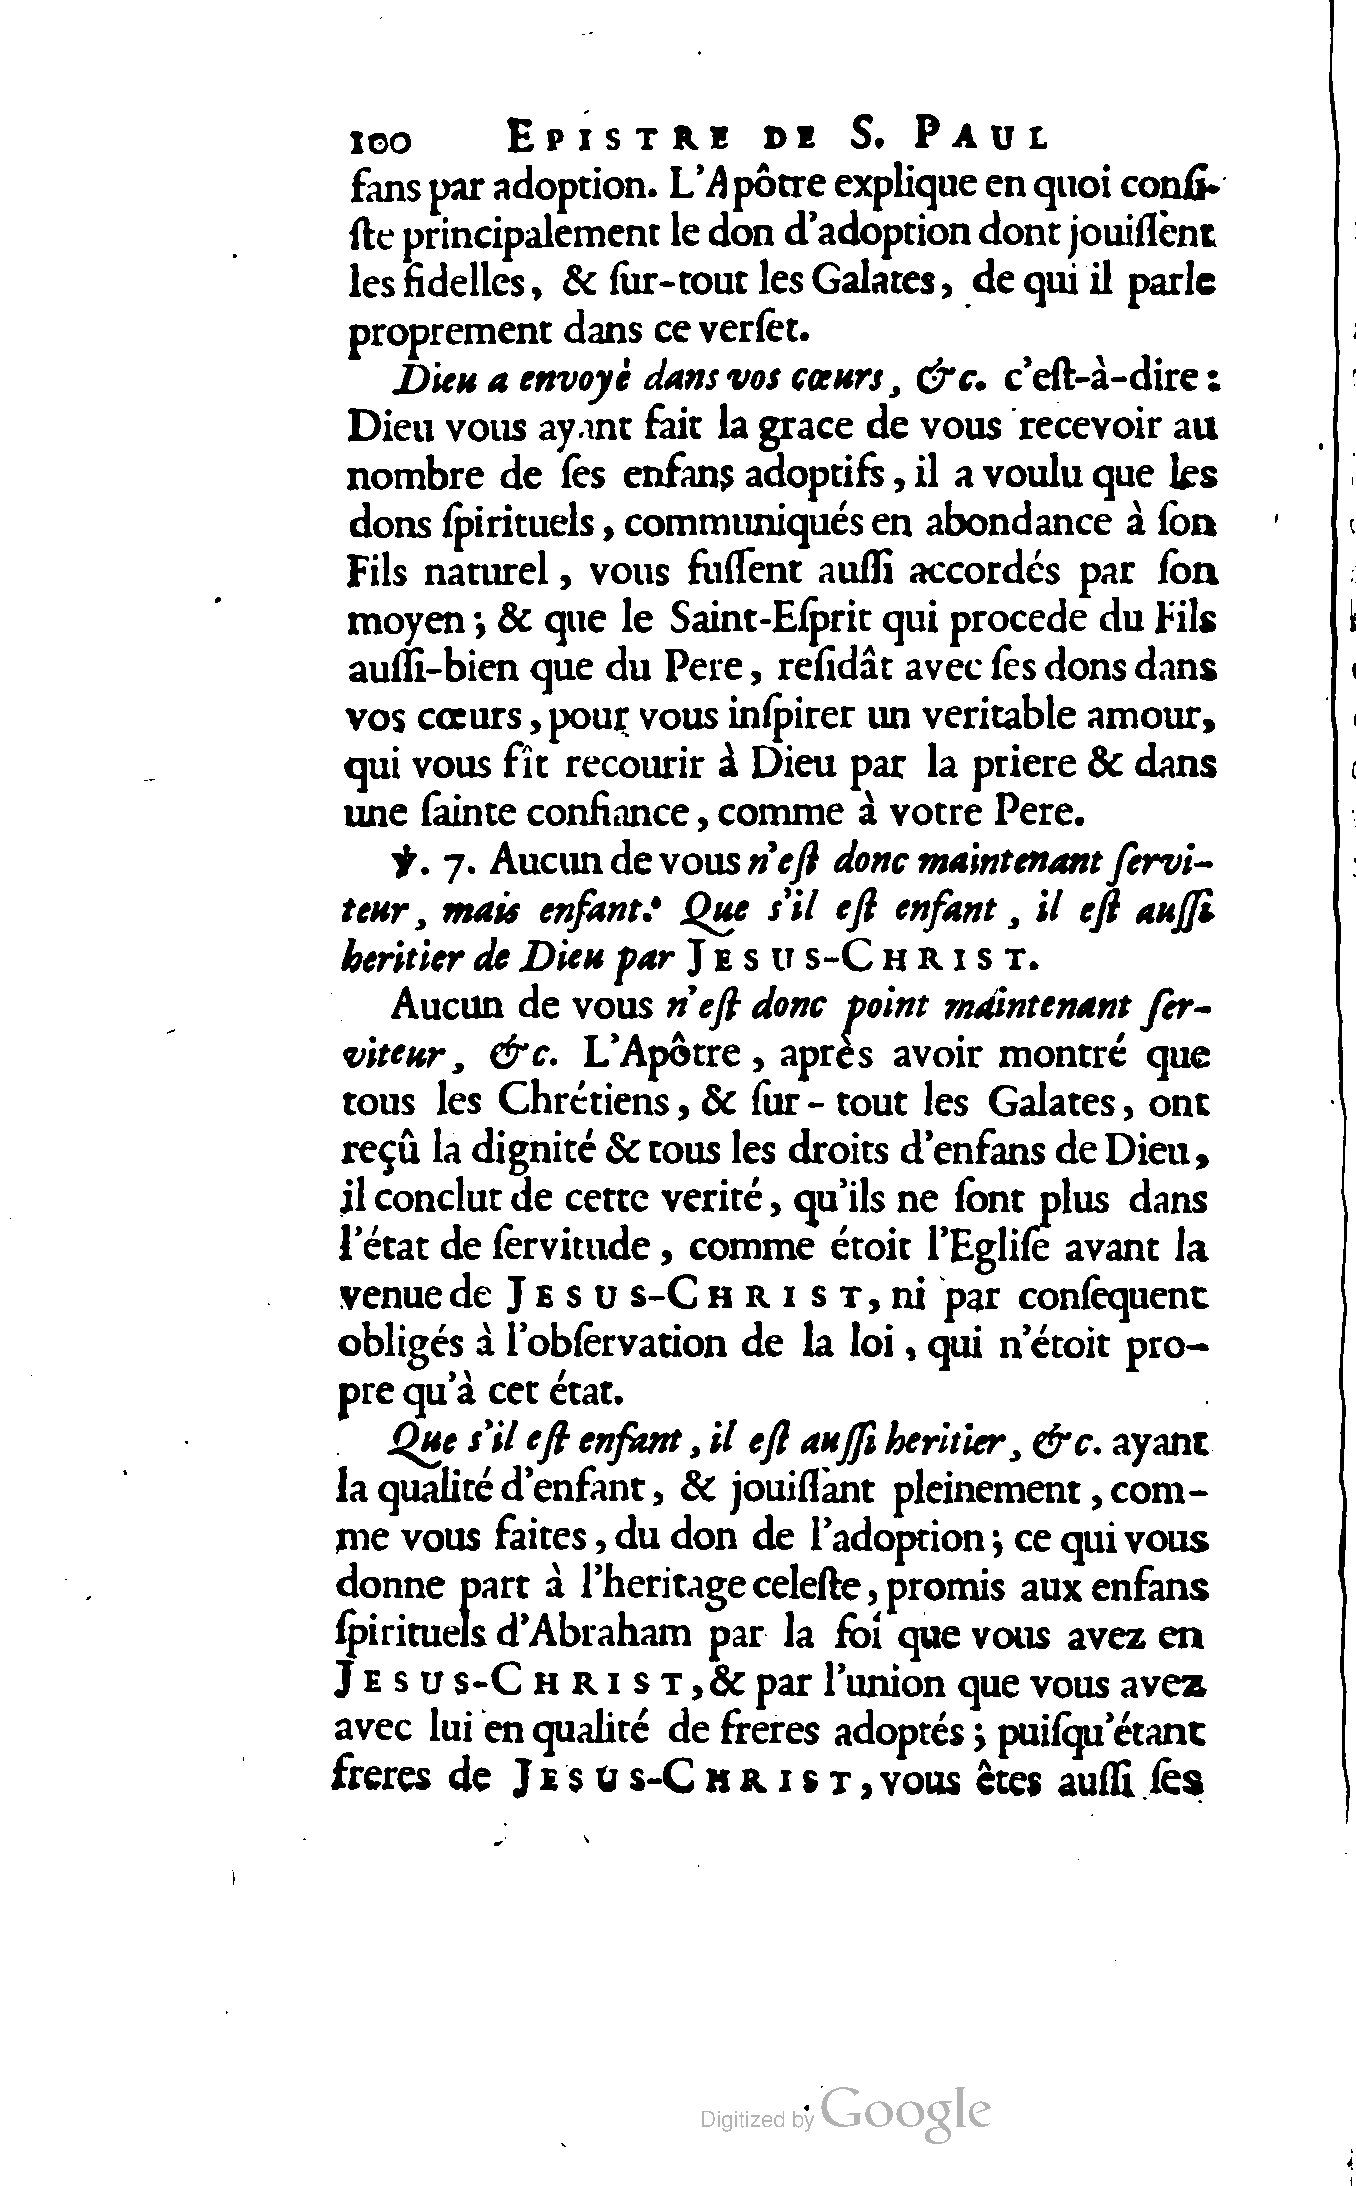 100 EPISTRE DE S. PAUL
fans par adoption. L'Apôtre explique en quoi conſi-
ſte principalement le don d'adoption dont jouiſſent
les fidelles, & ſur-tout les Galates, de qui il parle
proprement dans ce verſet.
Dieu a envoyé dans vos cœurs, &c. c'eſt-à-dire :
Dieu vous ayant fait la grace de vous recevoir au
nombre de ſes enfans adoptifs, il a voulu que les
dons ſpirituels, communiqués en abondance à ſon
Fils naturel, vous fuſſent auſſi accordés par ſon
moyen ; & que le Saint-Eſprit qui procede du Fils
auſſi-bien que du Pere, reſidât avec ſes dons dans
vos cœurs, pour vous inſpirer un veritable amour,
qui vous fît recourir à Dieu par la priere & dans
une ſainte confiance, comme à votre Pere.
℣. 7. Aucun de vous n'eſt donc maintenant ſervi-
teur, mais enfant. Que s'il eſt enfant, il eſt auſſi
heritier de Dieu par JESUS-CHRIST.
Aucun de vous n'eſt donc point maintenant ſer-
viteur, &c. L'Apôtre, après avoir montré que
tous les Chrétiens, & ſur-tout les Galates, ont
reçû la dignité & tous les droits d'enfans de Dieu,
il conclut de cette verité, qu'ils ne ſont plus dans
l'état de ſervitude, comme étoit l'Egliſe avant la
venue de JESUS-CHRIST, ni par conſequent
obligés à l'obſervation de la loi, qui n'étoit pro-
pre qu'à cet état.
Que s'il eſt enfant, il eſt auſſi heritier, &c. ayant
la qualité d'enfant, & jouiſſant pleinement, com-
me vous faites, du don de l'adoption ; ce qui vous
donne part à l'heritage celeſte, promis aux enfans
ſpirituels d'Abraham par la foi que vous avez en
JESUS-CHRIST, & par l'union que vous avez
avec lui en qualité de freres adoptés ; puiſqu'étant
freres de JESUS-CHRIST, vous êtes auſſi ſes
Digitized by Google